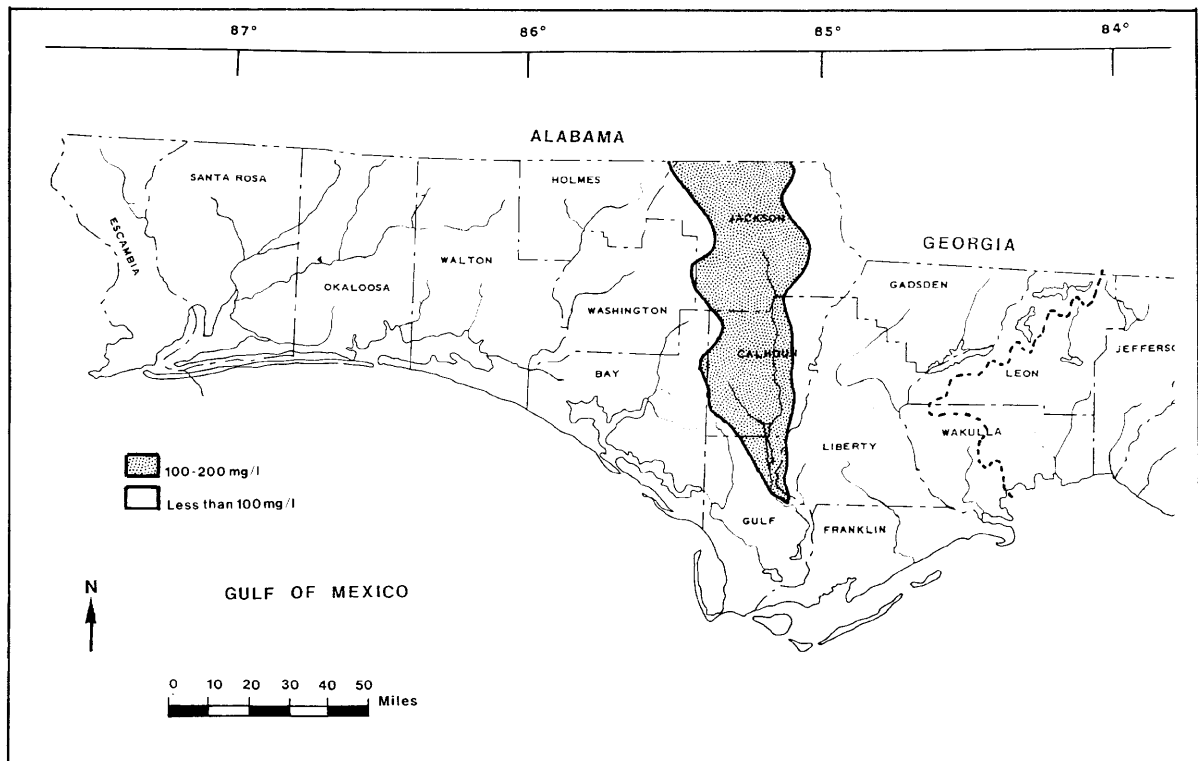 87° 86° 85° 84°
ALABAMA
SANTA ROSA
HOLMES
JACKSON
ESCAMBIA
WALTON
GEORGIA
OKALOOSA
GADSDEN
WASHINGTON
CALHOUN
JEFFERSO
BAY
LEON
WAKULLA
LIBERTY
100-200 mg/l
Less than 100 mg/l
GULF
FRANKLIN
N
GULF OF MEXICO
0 10 20 30 40 50
Miles